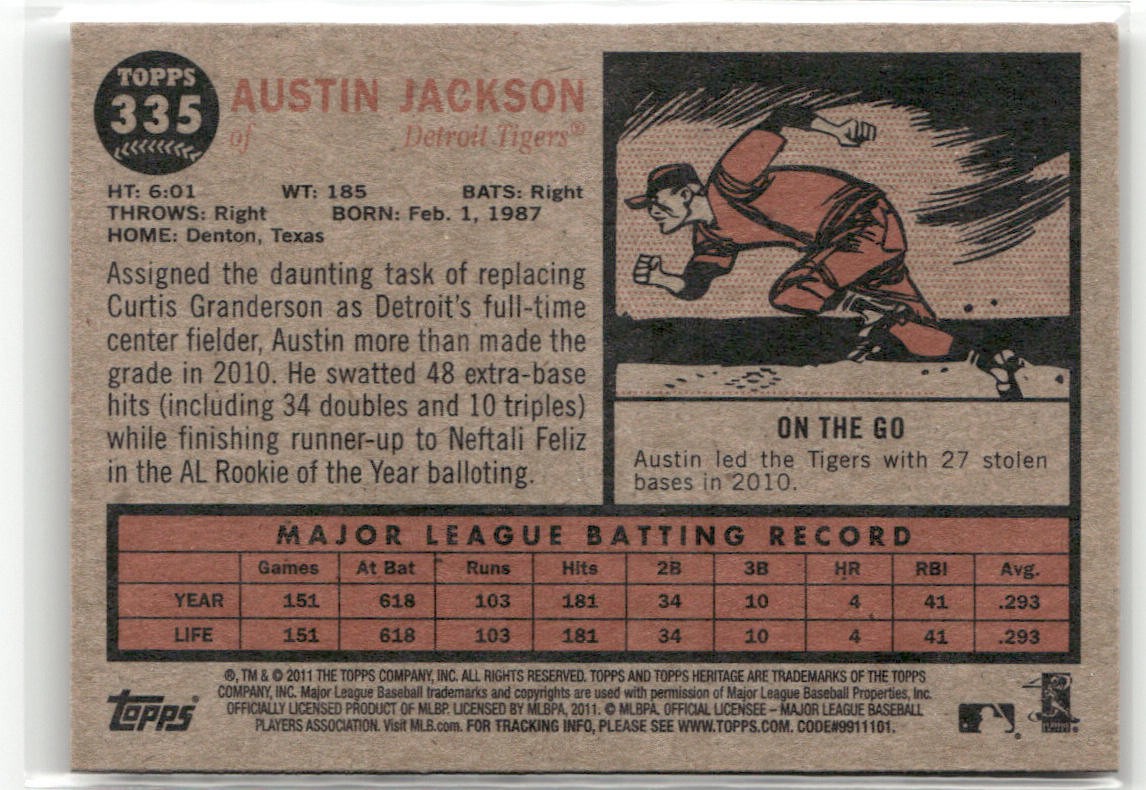 TOPPS
335
AUSTIN JACKSON
of Detroit Tigers®
HT: 6:01 WT: 185 BATS: Right
THROWS: Right BORN: Feb. 1, 1987
HOME: Denton, Texas
Assigned the daunting task of replacing
Curtis Granderson as Detroit's full-time
center fielder, Austin more than made the
grade in 2010. He swatted 48 extra-base
hits (including 34 doubles and 10 triples)
while finishing runner-up to Neftali Feliz
in the AL Rookie of the Year balloting.
ON THE GO
Austin led the Tigers with 27 stolen
bases in 2010.
MAJOR LEAGUE BATTING RECORD
Games At Bat Runs Hits 2B 3B HR RBI Avg.
YEAR 151 618 103 181 34 10 4 41 .293
LIFE 151 618 103 181 34 10 4 41 .293
®, TM & © 2011 THE TOPPS COMPANY, INC. ALL RIGHTS RESERVED. TOPPS AND TOPPS HERITAGE ARE TRADEMARKS OF THE TOPPS
COMPANY, INC. Major League Baseball trademarks and copyrights are used with permission of Major League Baseball Properties, Inc.
OFFICIALLY LICENSED PRODUCT OF MLBP. LICENSED BY MLBPA, 2011. © MLBPA. OFFICIAL LICENSEE – MAJOR LEAGUE BASEBALL
PLAYERS ASSOCIATION. Visit MLB.com. FOR TRACKING INFO, PLEASE SEE WWW.TOPPS.COM. CODE#9911101.
topps